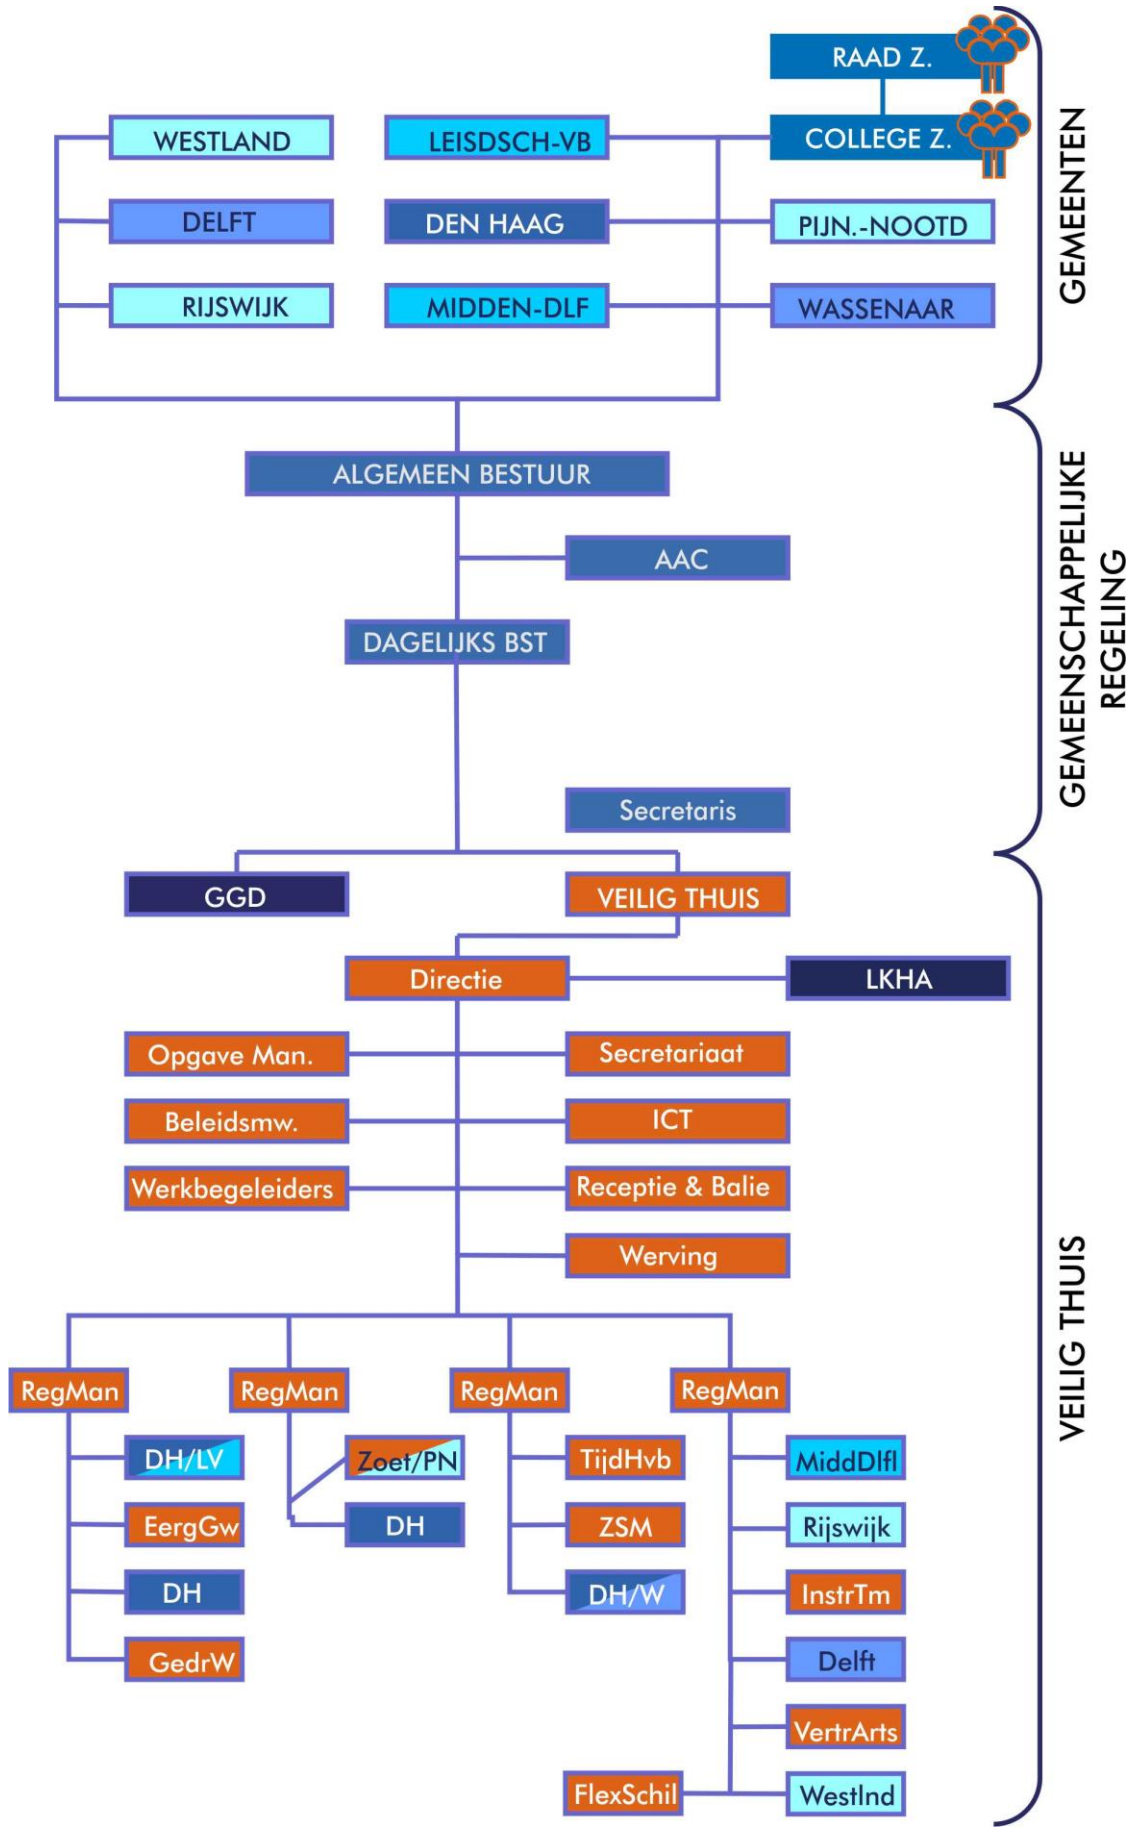 RAAD Z.
COLLEGE Z.
WESTLAND
LEISDSCH-VB
DELFT
DEN HAAG
PIJN.-NOOTD
RIJSWIJK
MIDDEN-DLF
WASSENAAR
GEMEENTEN
ALGEMEEN BESTUUR
AAC
DAGELIJKS BST
Secretaris
GEMEENSCHAPPELIJKE
REGELING
GGD
VEILIG THUIS
Directie
LKHA
Opgave Man.
Secretariaat
Beleidsmw.
ICT
Werkbegeleiders
Receptie & Balie
Werving
VEILIG THUIS
RegMan
RegMan
RegMan
RegMan
DH/LV
Zoet/PN
TijdHvb
MiddDlfl
EergGw
DH
ZSM
Rijswijk
DH
DH/W
InstrTm
GedrW
Delft
VertrArts
FlexSchil
Westlnd